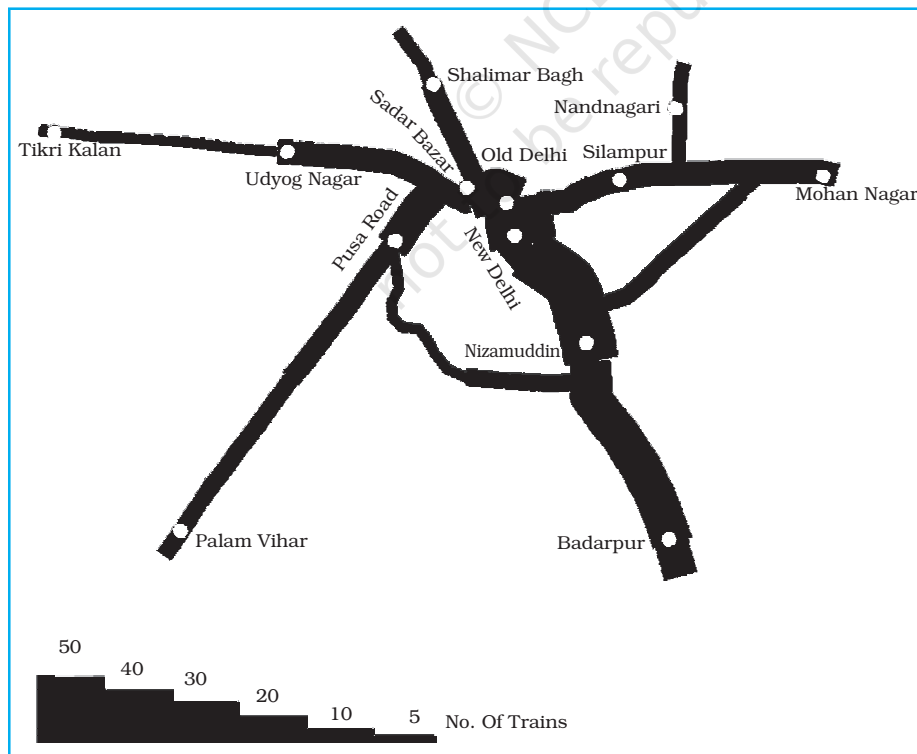 Shalimar Bagh
Nandnagari
Sadar Bazar
Tikri Kalan
Old Delhi
Silampur
Udyog Nagar
Mohan Nagar
Pusa Road
New Delhi
Nizamuddin
Palam Vihar
Badarpur
50
40
30
20
10
5
No. Of Trains